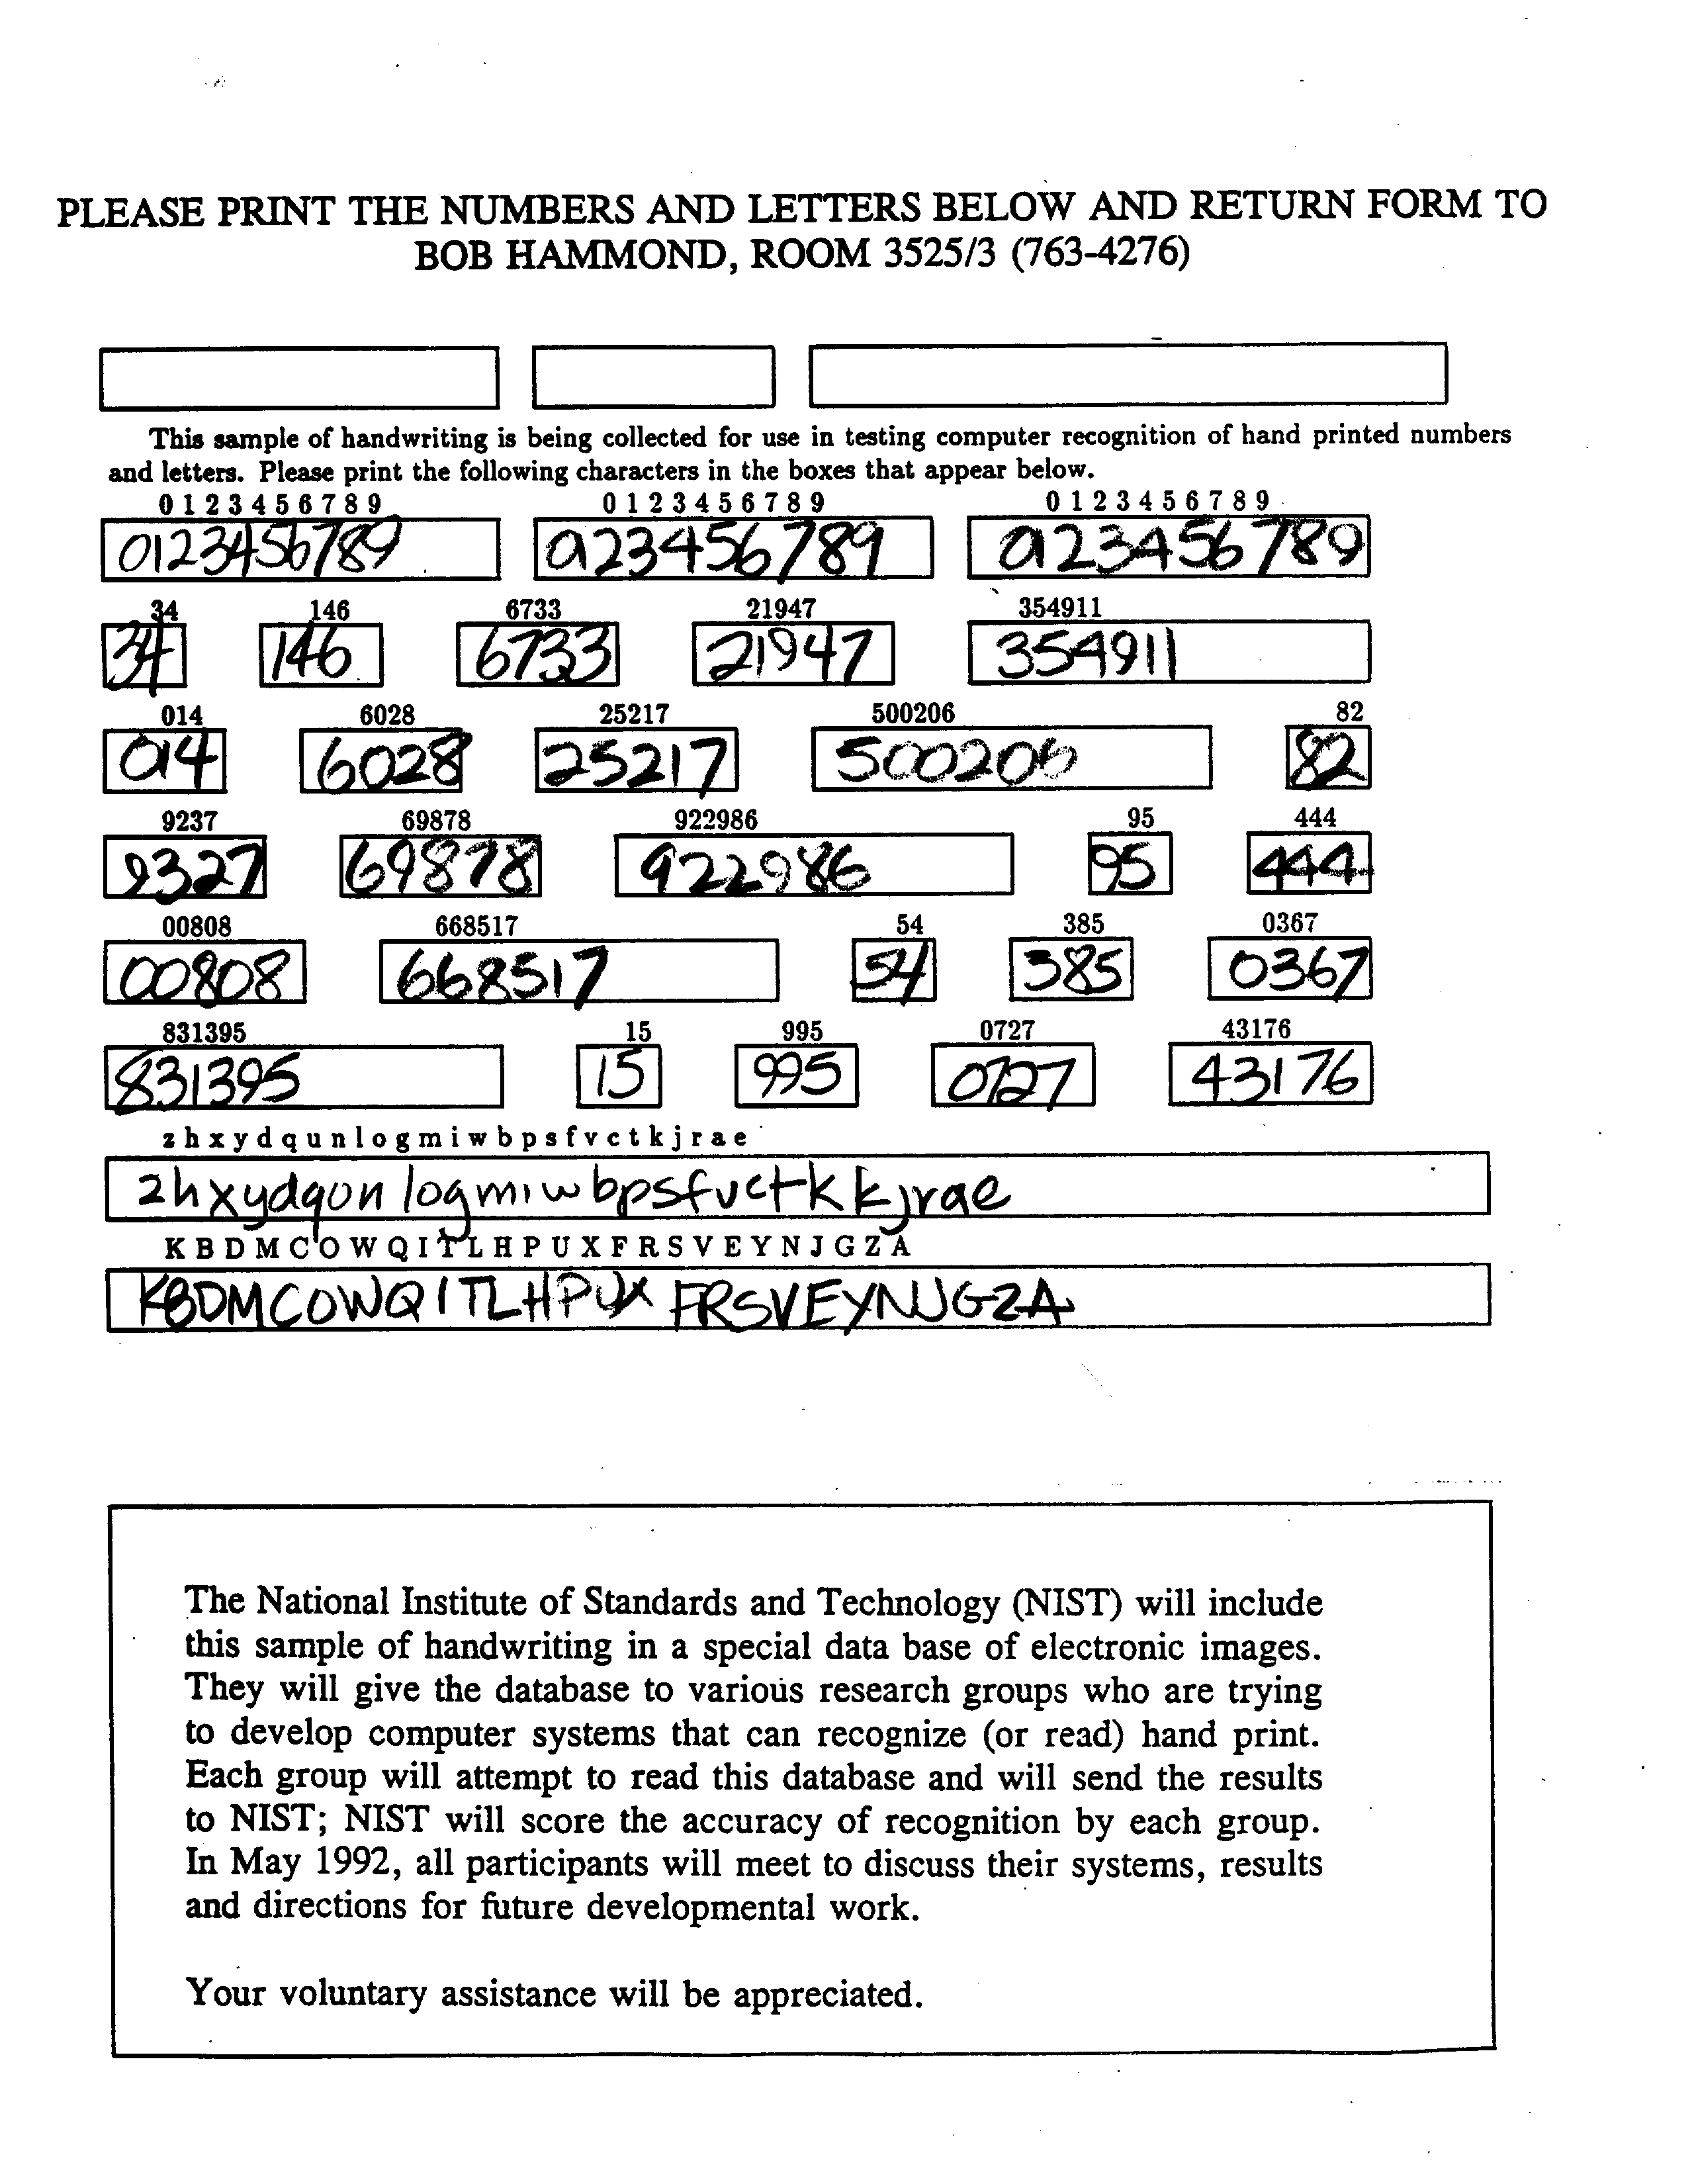 PLEASE PRINT THE NUMBERS AND LETTERS BELOW AND RETURN FORM TO
BOB HAMMOND, ROOM 3525/3 (763-4276)
This sample of handwriting is being collected for use in testing computer recognition of hand printed numbers
and letters. Please print the following characters in the boxes that appear below.
0 1 2 3 4 5 6 7 8 9 0 1 2 3 4 5 6 7 8 9 0 1 2 3 4 5 6 7 8 9
0123456789 0123456789 0123456789
34 146 6733 21947 354911
34 146 6733 21947 354911
014 6028 25217 500206 82
014 6028 25217 500206 82
9237 69878 922986 95 444
9327 69878 922986 95 444
00808 668517 54 385 0367
00808 668517 54 385 0367
831395 15 995 0727 43176
831395 15 995 0727 43176
z h x y d q u n l o g m i w b p s f v c t k j r a e
zhxydqun logmiwbpsfvctkkjrae
K B D M C O W Q I T L H P U X F R S V E Y N J G Z A
KBDMCOWQITLHPUX FRSVEYNJGZA
The National Institute of Standards and Technology (NIST) will include
this sample of handwriting in a special data base of electronic images.
They will give the database to various research groups who are trying
to develop computer systems that can recognize (or read) hand print.
Each group will attempt to read this database and will send the results
to NIST; NIST will score the accuracy of recognition by each group.
In May 1992, all participants will meet to discuss their systems, results
and directions for future developmental work.
Your voluntary assistance will be appreciated.